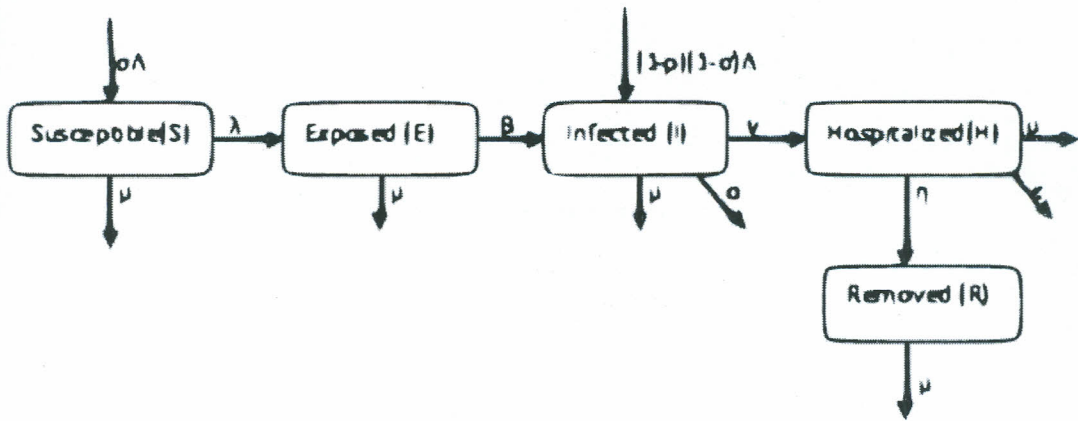 σΛ
(1-ρ)(1-σ)Λ
Susceptible(S)
λ
Exposed (E)
β
Infected (I)
γ
Hospitalized(H)
μ
μ
μ
μ
α
η
ξ
Removed (R)
μ